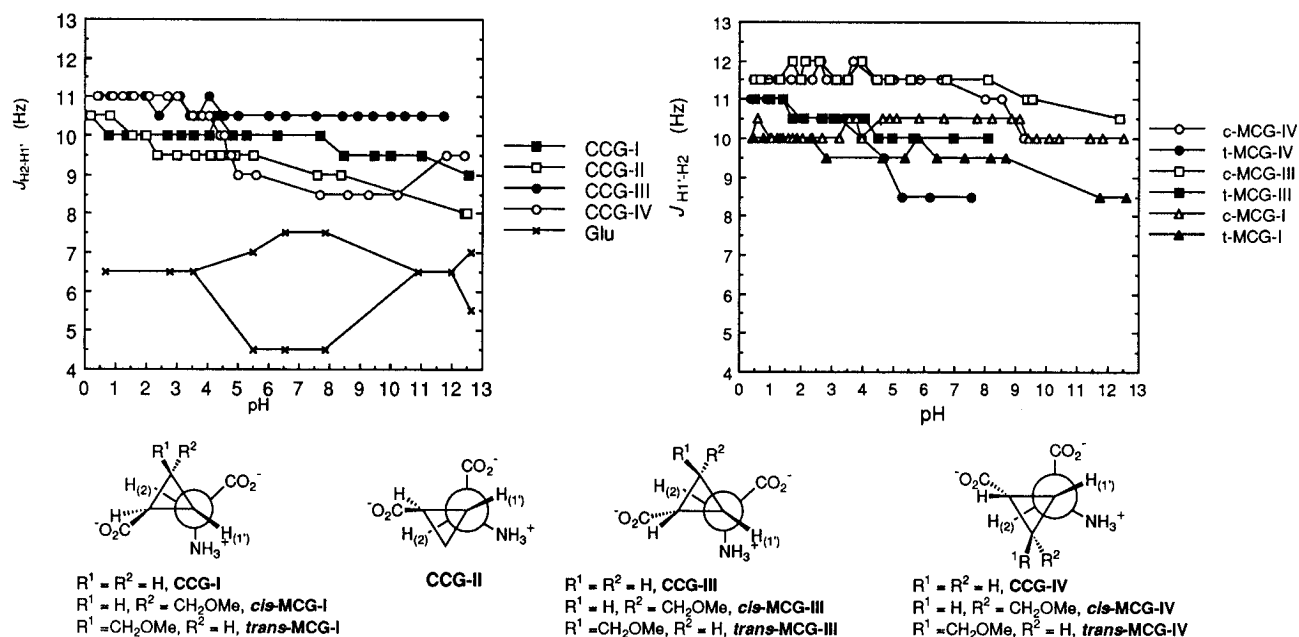 13
12
11
10
9
8
7
6
5
4
J H2-H1' (Hz)
0 1 2 3 4 5 6 7 8 9 10 11 12 13
pH
CCG-I
CCG-II
CCG-III
CCG-IV
Glu
13
12
11
10
9
8
7
6
5
4
J H1'-H2 (Hz)
0 1 2 3 4 5 6 7 8 9 10 11 12 13
pH
c-MCG-IV
t-MCG-IV
c-MCG-III
t-MCG-III
c-MCG-I
t-MCG-I
R1 R2
H(2) CO2-
H
-O2C H(1')
NH3+
R1 = R2 = H, CCG-I
R1 = H, R2 = CH2OMe, cis-MCG-I
R1 =CH2OMe, R2 = H, trans-MCG-I
CO2-
H H(1')
-O2C
H(2) NH3+
CCG-II
R1 R2
H(2) CO2-
-O2C
H H(1')
NH3+
R1 = R2 = H, CCG-III
R1 = H, R2 = CH2OMe, cis-MCG-III
R1 =CH2OMe, R2 = H, trans-MCG-III
CO2-
-O2C H(1')
H
H(2) NH3+
1R R2
R1 = R2 = H, CCG-IV
R1 = H, R2 = CH2OMe, cis-MCG-IV
R1 =CH2OMe, R2 = H, trans-MCG-IV